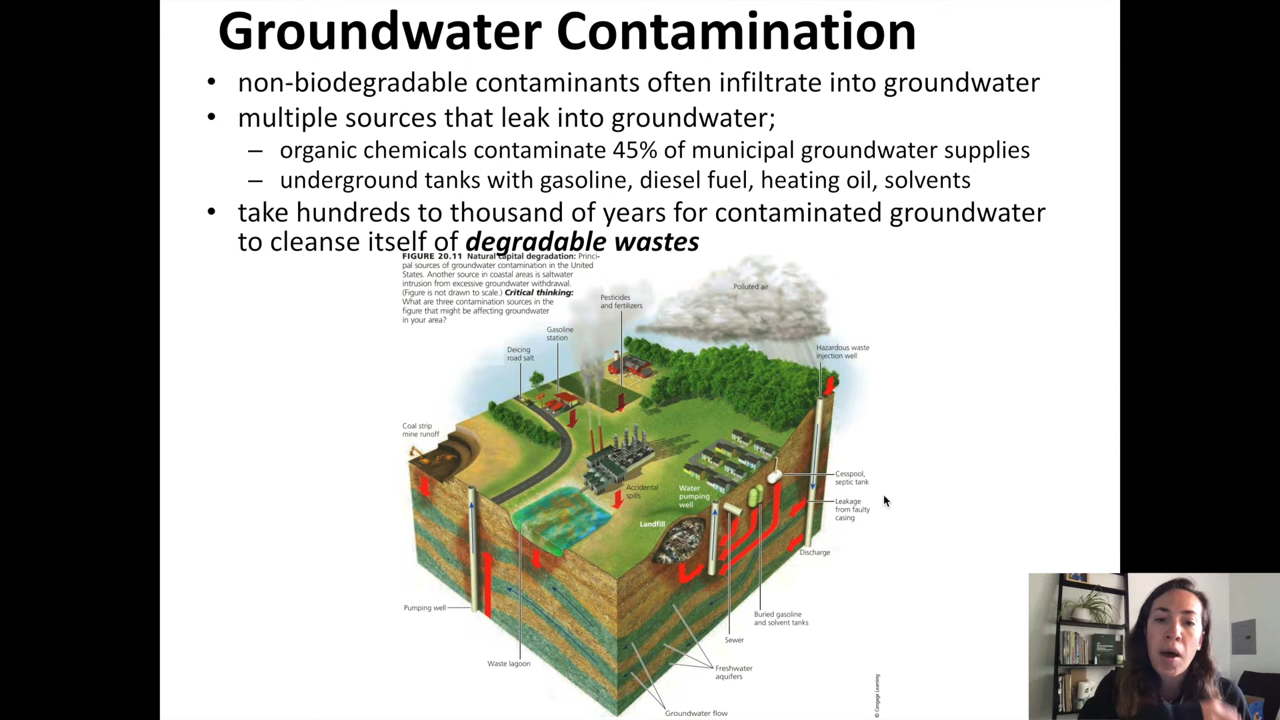 Groundwater Contamination
• non-biodegradable contaminants often infiltrate into groundwater
• multiple sources that leak into groundwater;
– organic chemicals contaminate 45% of municipal groundwater supplies
– underground tanks with gasoline, diesel fuel, heating oil, solvents
• take hundreds to thousand of years for contaminated groundwater
to cleanse itself of degradable wastes
FIGURE 20.11 Natural capital degradation: Princi-
pal sources of groundwater contamination in the United
States. Another source in coastal areas is saltwater
intrusion from excessive groundwater withdrawal.
(Figure is not drawn to scale.) Critical thinking:
What are three contamination sources in the
figure that might be affecting groundwater
in your area?
Polluted air
Pesticides
and fertilizers
Gasoline
station
Deicing
road salt
Hazardous waste
injection well
Coal strip
mine runoff
Cesspool,
septic tank
Accidental
spills
Water
pumping
well
Leakage
from faulty
casing
Landfill
Discharge
Pumping well
Buried gasoline
and solvent tanks
Sewer
Waste lagoon
Freshwater
aquifers
Groundwater flow
© Cengage Learning